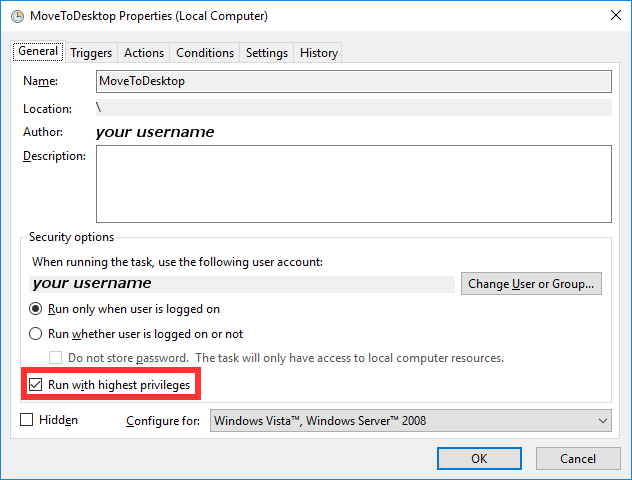 MoveToDesktop Properties (Local Computer)
General Triggers Actions Conditions Settings History
Name: MoveToDesktop
Location: \
Author: your username
Description:
Security options
When running the task, use the following user account:
your username Change User or Group...
Run only when user is logged on
Run whether user is logged on or not
Do not store password. The task will only have access to local computer resources.
Run with highest privileges
Hidden Configure for: Windows Vista™, Windows Server™ 2008
OK Cancel